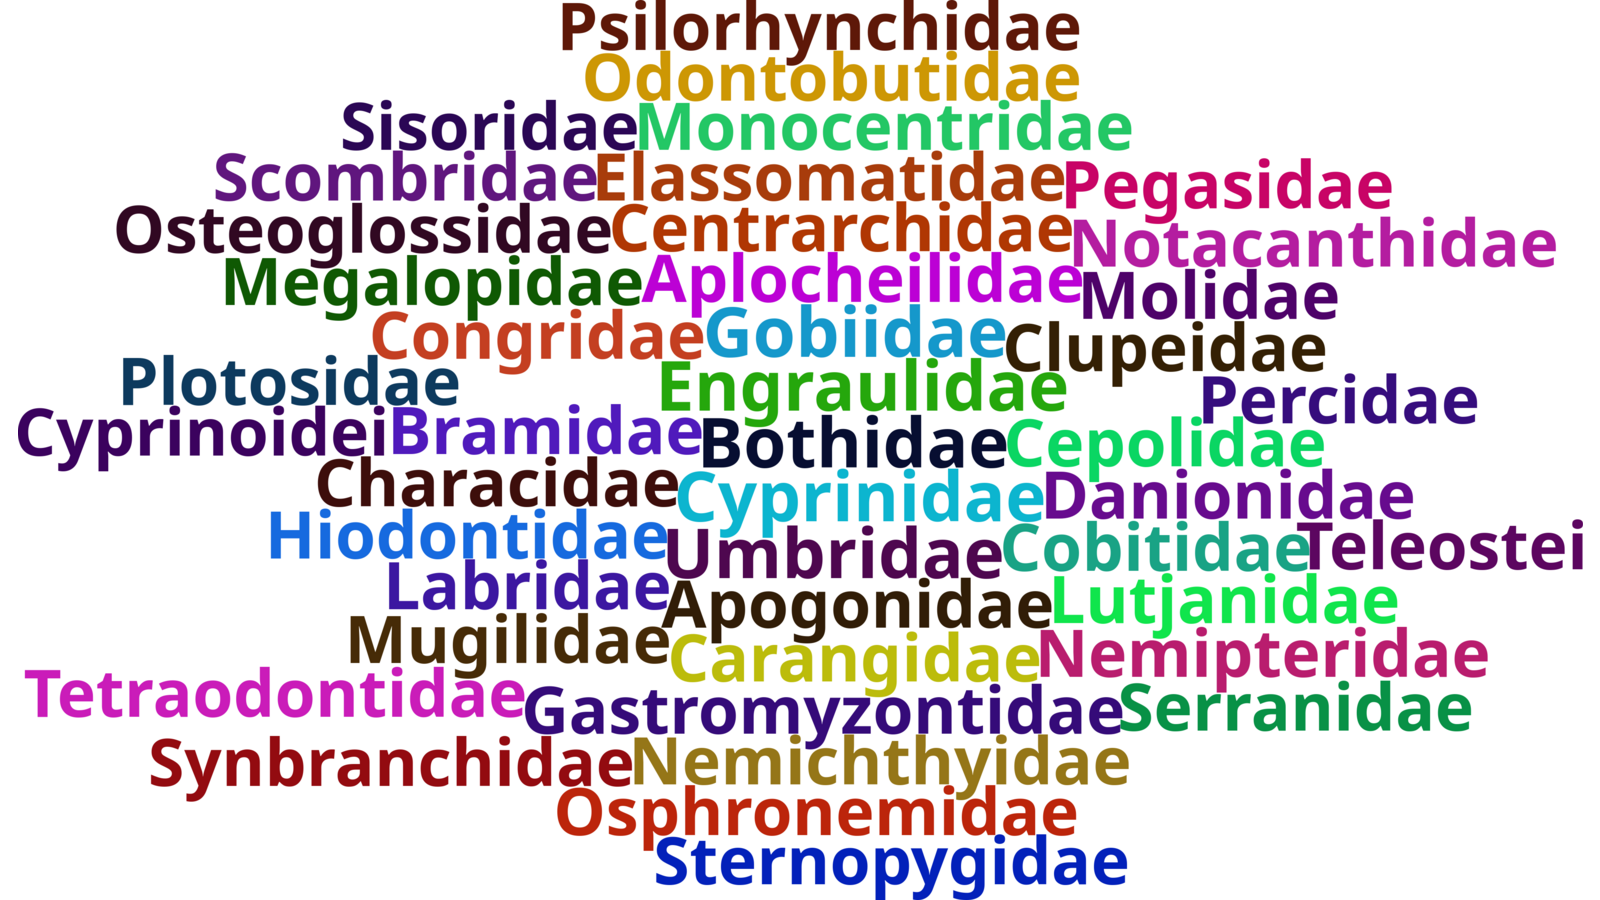 Psilorhynchidae
Odontobutidae
Sisoridae Monocentridae
Scombridae Elassomatidae Pegasidae
Osteoglossidae Centrarchidae Notacanthidae
Megalopidae Aplocheilidae Molidae
Congridae Gobiidae Clupeidae
Plotosidae Engraulidae Percidae
Cyprinoidei Bramidae Bothidae Cepolidae
Characidae Cyprinidae Danionidae
Hiodontidae Umbridae Cobitidae Teleostei
Labridae Apogonidae Lutjanidae
Mugilidae Carangidae Nemipteridae
Tetraodontidae Gastromyzontidae Serranidae
Synbranchidae Nemichthyidae
Osphronemidae
Sternopygidae